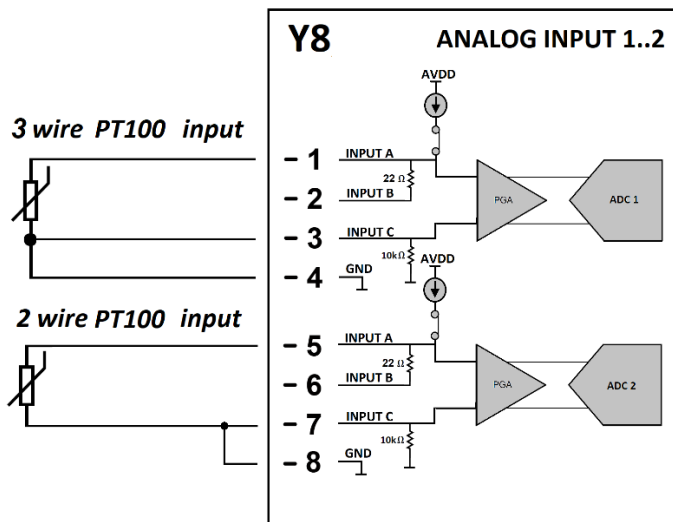 Y8 ANALOG INPUT 1..2
AVDD
3 wire PT100 input
- 1 INPUT A
22 Ω
- 2 INPUT B
PGA
ADC 1
- 3 INPUT C
10kΩ
- 4 GND
AVDD
2 wire PT100 input
- 5 INPUT A
22 Ω
- 6 INPUT B
PGA
ADC 2
- 7 INPUT C
10kΩ
- 8 GND